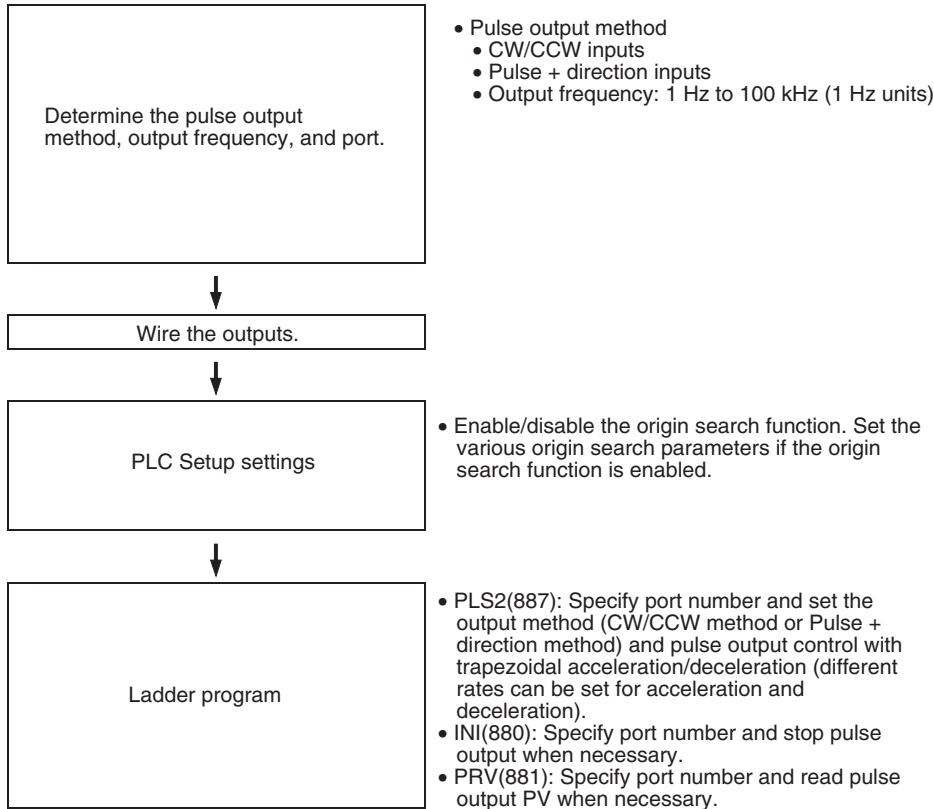 Determine the pulse output
method, output frequency, and port.
• Pulse output method
• CW/CCW inputs
• Pulse + direction inputs
• Output frequency: 1 Hz to 100 kHz (1 Hz units)
Wire the outputs.
PLC Setup settings
• Enable/disable the origin search function. Set the
various origin search parameters if the origin
search function is enabled.
Ladder program
• PLS2(887): Specify port number and set the
output method (CW/CCW method or Pulse +
direction method) and pulse output control with
trapezoidal acceleration/deceleration (different
rates can be set for acceleration and
deceleration).
• INI(880): Specify port number and stop pulse
output when necessary.
• PRV(881): Specify port number and read pulse
output PV when necessary.